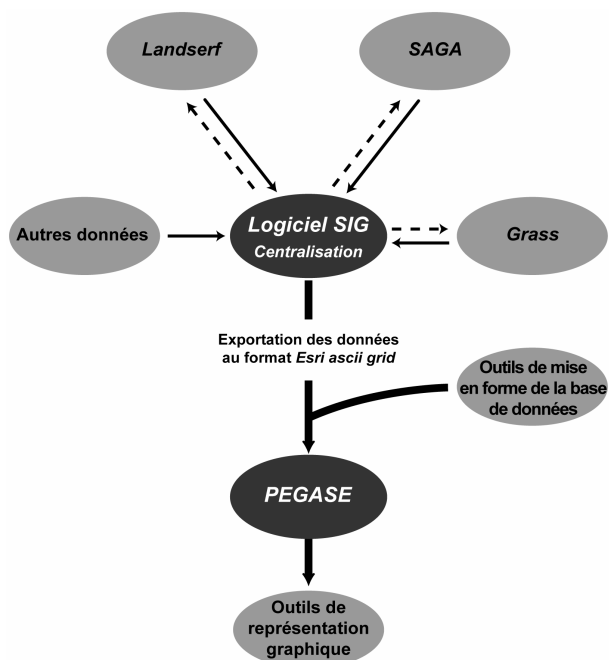 Landserf
SAGA
Autres données
Logiciel SIG
Centralisation
Grass
Exportation des données
au format Esri ascii grid
Outils de mise
en forme de la base
de données
PEGASE
Outils de
représentation
graphique